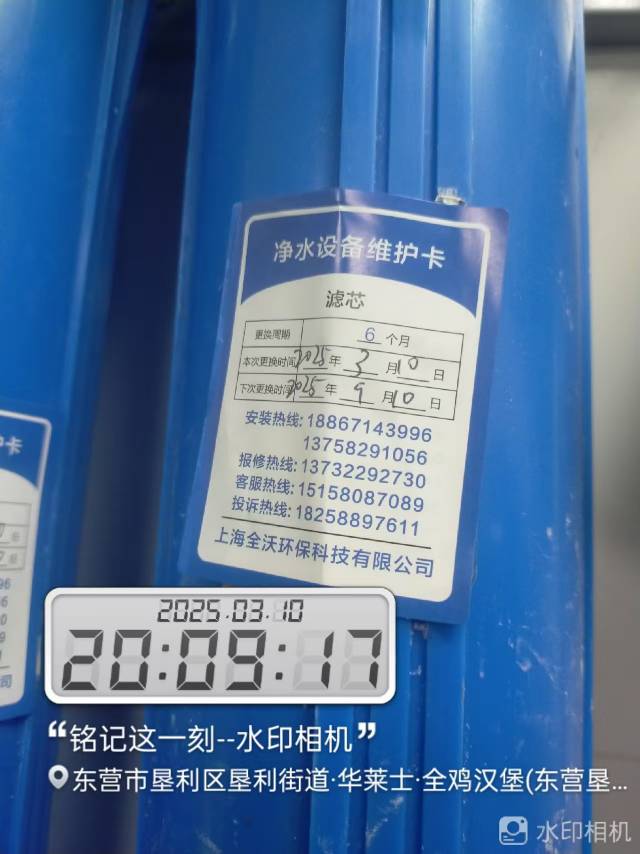 净水设备维护卡
滤芯
更换周期 6 个月
本次更换时间 2025 年 3 月 10 日
下次更换时间 2025 年 9 月 10 日
安装热线: 18867143996
13758291056
报修热线: 13732292730
客服热线: 15158087089
投诉热线: 18258897611
上海全沃环保科技有限公司
护卡
司
2025.03.10
20:09:17
“铭记这一刻--水印相机”
东营市垦利区垦利街道·华莱士·全鸡汉堡(东营垦...
水印相机